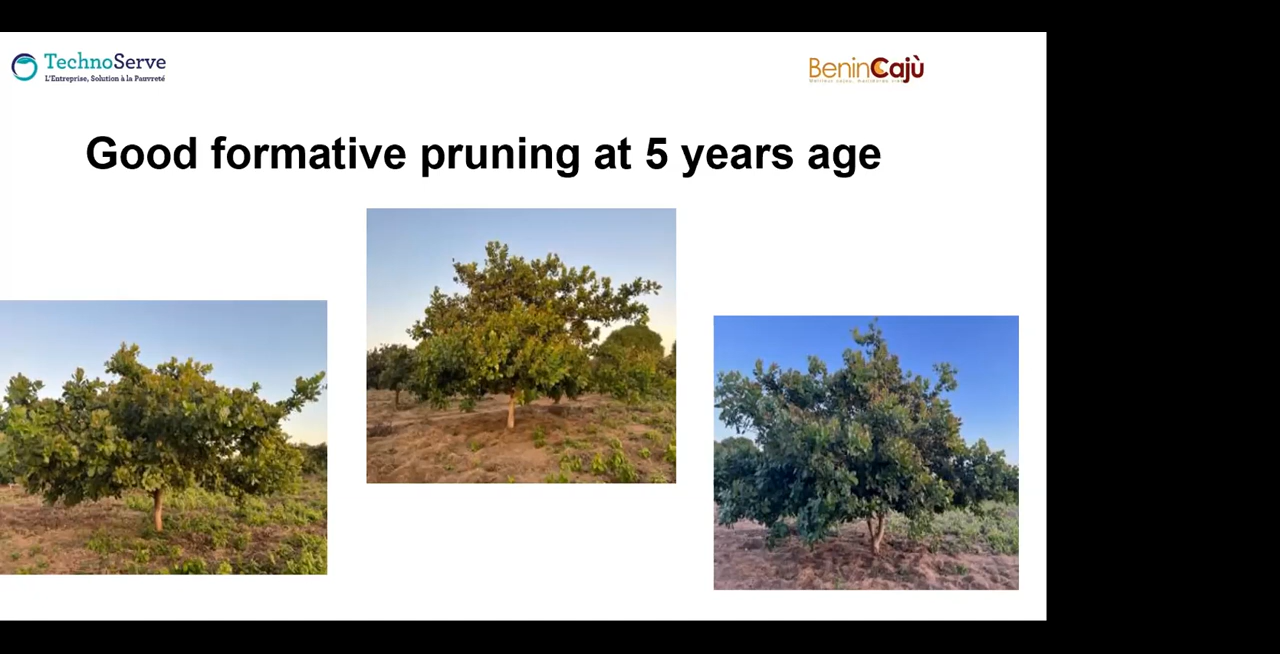 TechnoServe
L'Entreprise, Solution à la Pauvreté
BeninCajù
Good formative pruning at 5 years age